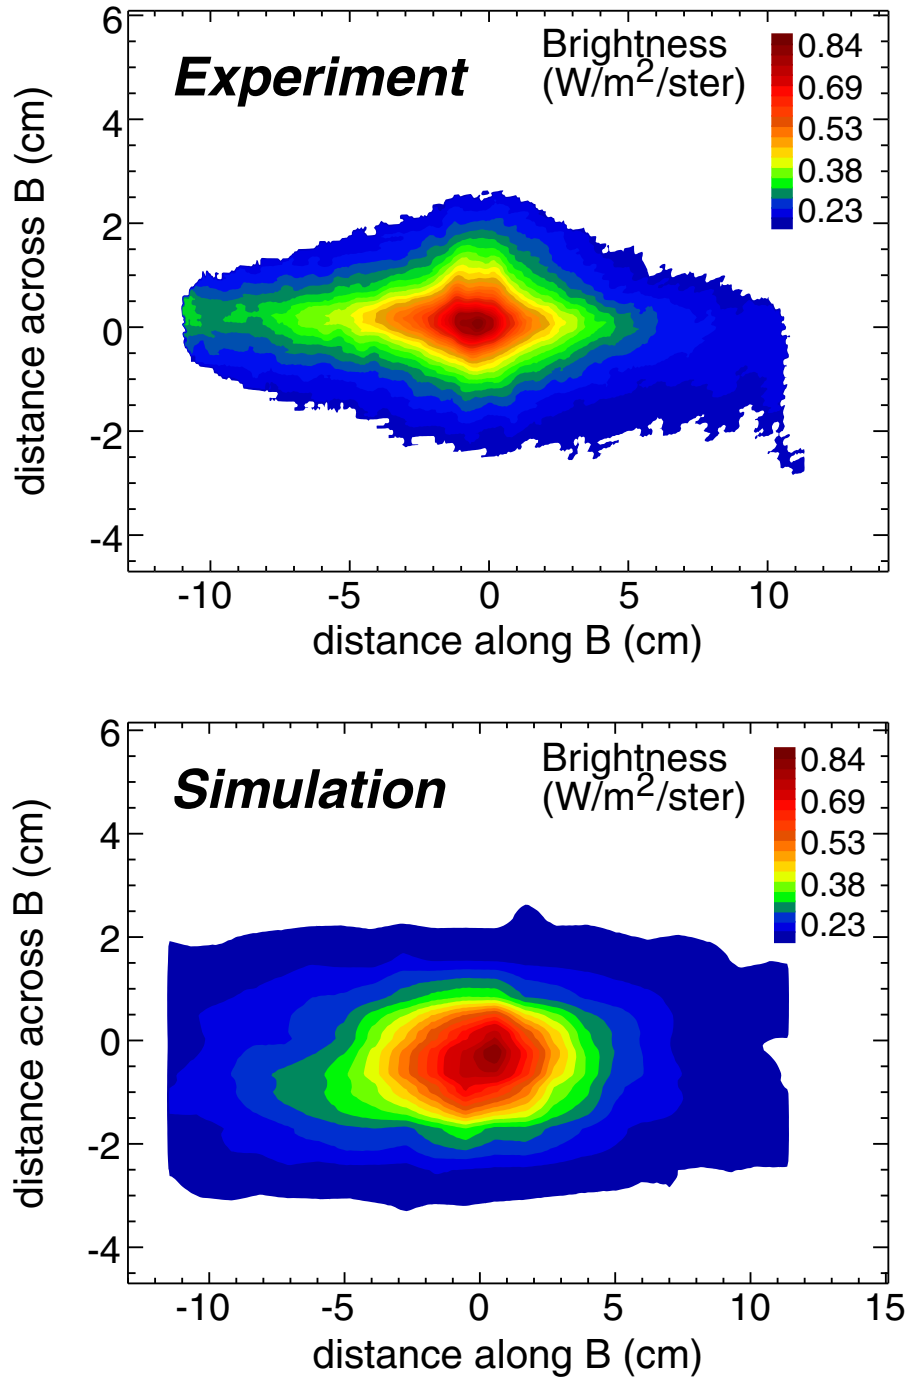 6
4
2
0
-2
-4
distance across B (cm)
Experiment
Brightness
(W/m2/ster)
0.84
0.69
0.53
0.38
0.23
-10 -5 0 5 10
distance along B (cm)
6
4
2
0
-2
-4
distance across B (cm)
Simulation
Brightness
(W/m2/ster)
0.84
0.69
0.53
0.38
0.23
-10 -5 0 5 10 15
distance along B (cm)